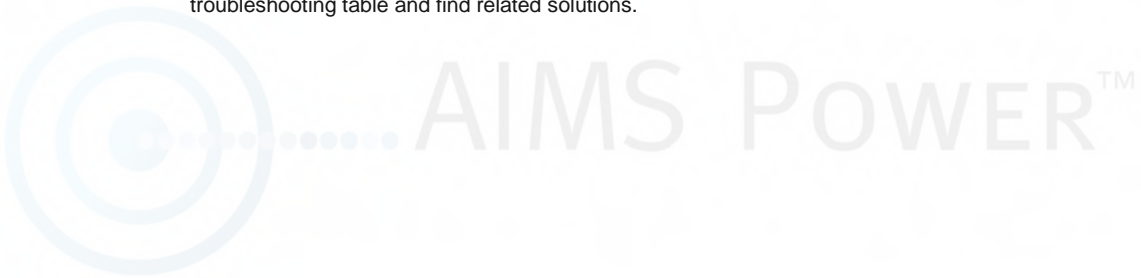 troubleshooting table and find related solutions.
AIMS POWER™